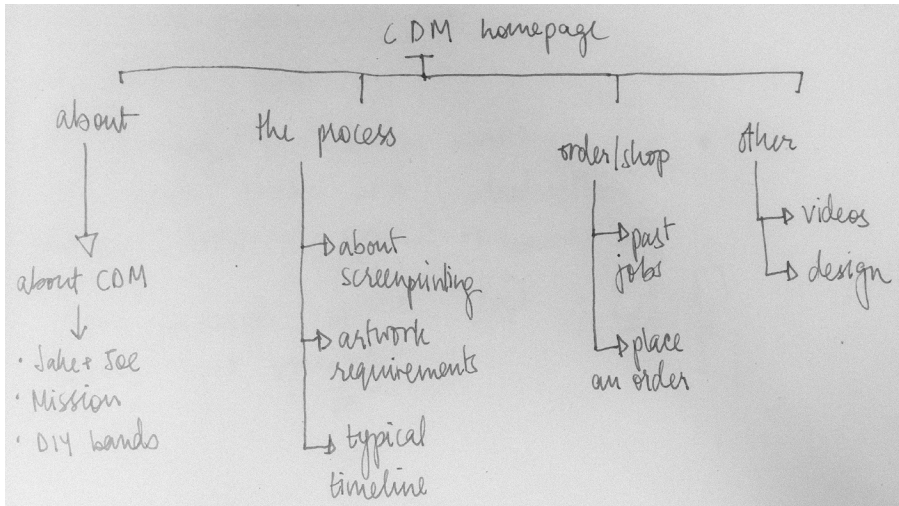 CDM homepage
about
about CDM
• Jake + Joe
• Mission
• DIY bands
the process
about
screenprinting
artwork
requirements
typical
timeline
order/shop
past
jobs
place
an order
other
videos
design